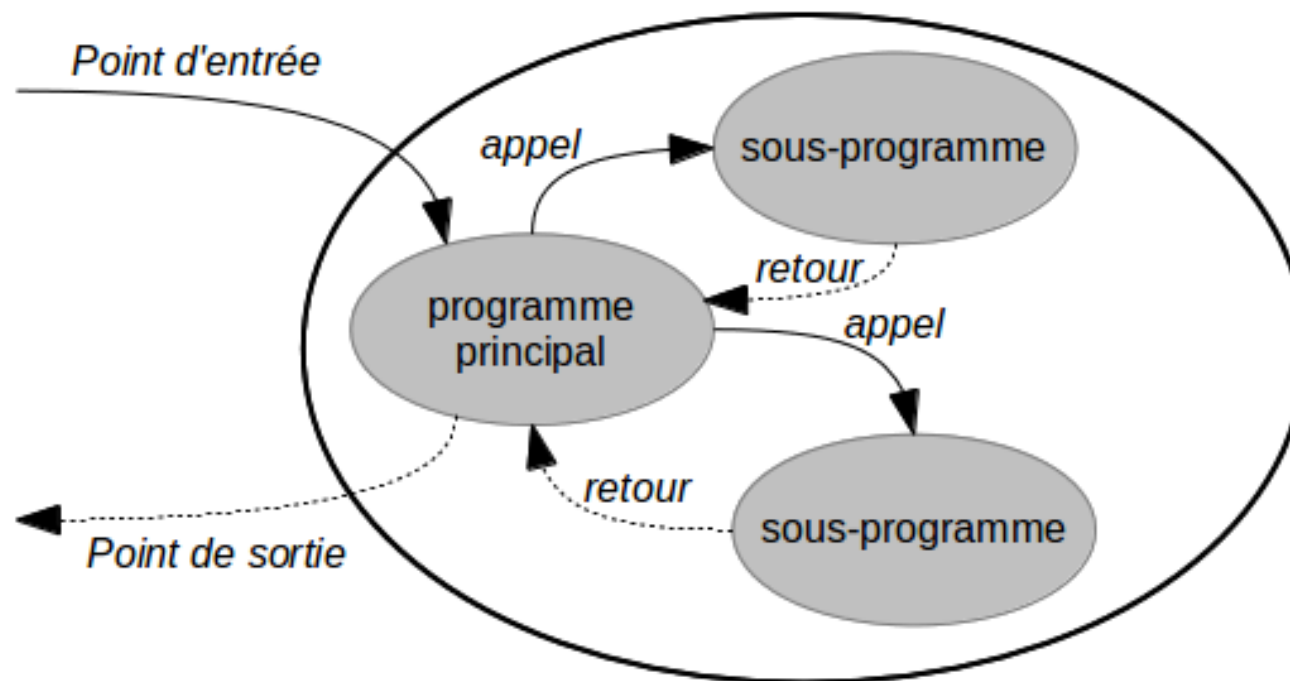 Point d'entrée
appel
sous-programme
retour
programme
principal
appel
retour
sous-programme
Point de sortie